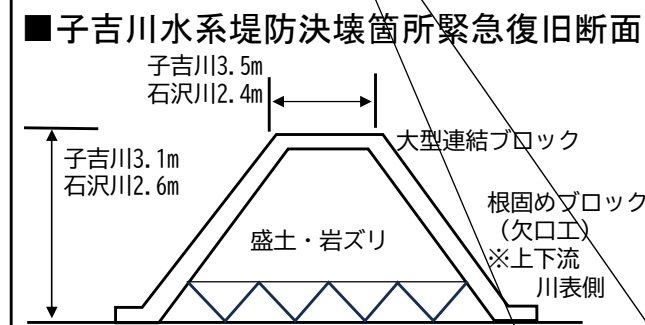 ■子吉川水系堤防決壊箇所緊急復旧断面
子吉川3.5m
石沢川2.4m
子吉川3.1m
石沢川2.6m
大型連結ブロック
盛土・岩ズリ
根固めブロック
（欠口工）
※上下流
川表側